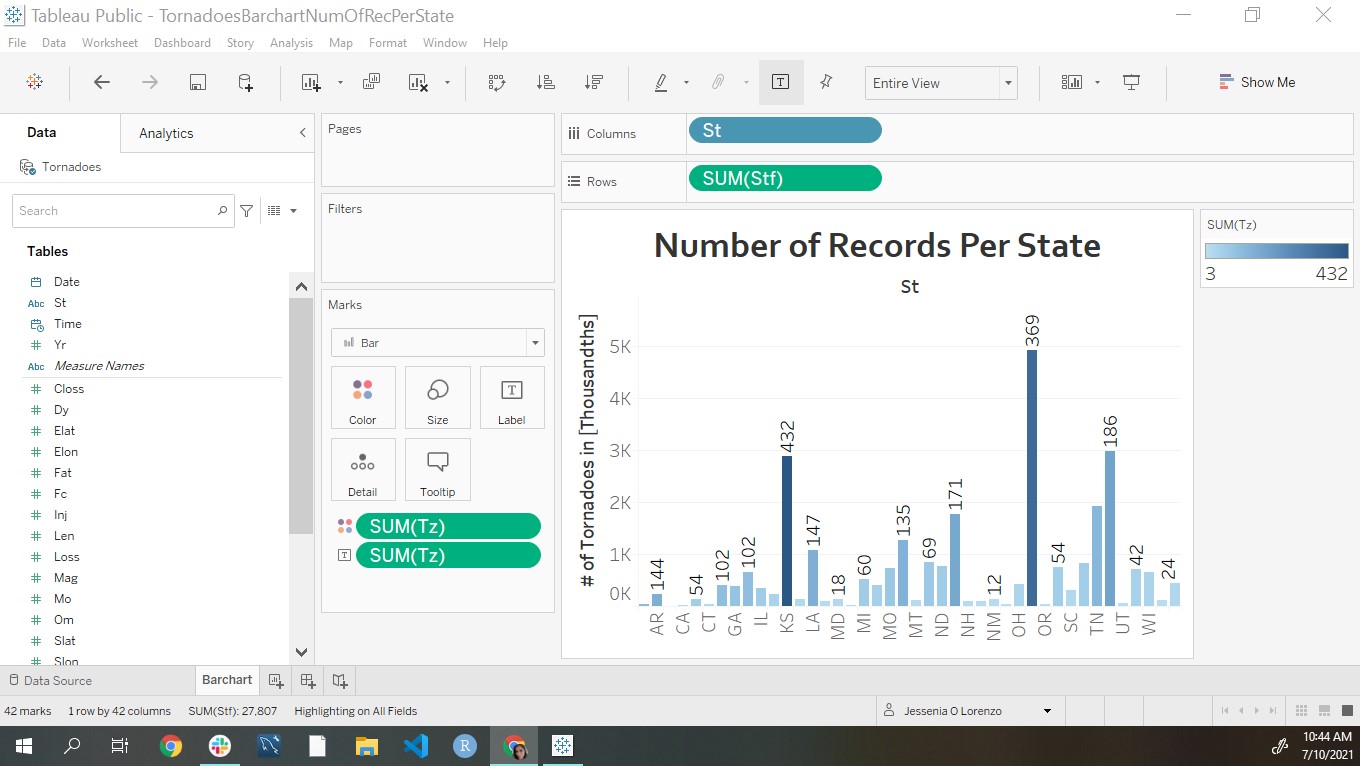 Tableau Public - TornadoesBarchartNumOfRecPerState
File Data Worksheet Dashboard Story Analysis Map Format Window Help
Entire View
Show Me
Data
Analytics
Tornadoes
Search
Tables
Date
Abc St
Time
Yr
Abc Measure Names
Closs
Dy
Elat
Elon
Fat
Fc
Inj
Len
Loss
Mag
Mo
Om
Slat
Slon
Pages
Filters
Marks
Bar
Color Size Label
Detail Tooltip
SUM(Tz)
SUM(Tz)
Columns St
Rows SUM(Stf)
Number of Records Per State
St
# of Tornadoes in [Thousandths]
5K
4K
3K
2K
1K
0K
144 54 102 102 432 147 18 60 135 69 171 12 369 54 186 42 24
AR CA CT GA IL KS LA MD MI MO MT ND NH NM OH OR SC TN UT WI
SUM(Tz)
3 432
Data Source
Barchart
42 marks 1 row by 42 columns SUM(Stf): 27,807 Highlighting on All Fields
Jessenia O Lorenzo
R
10:44 AM
7/10/2021